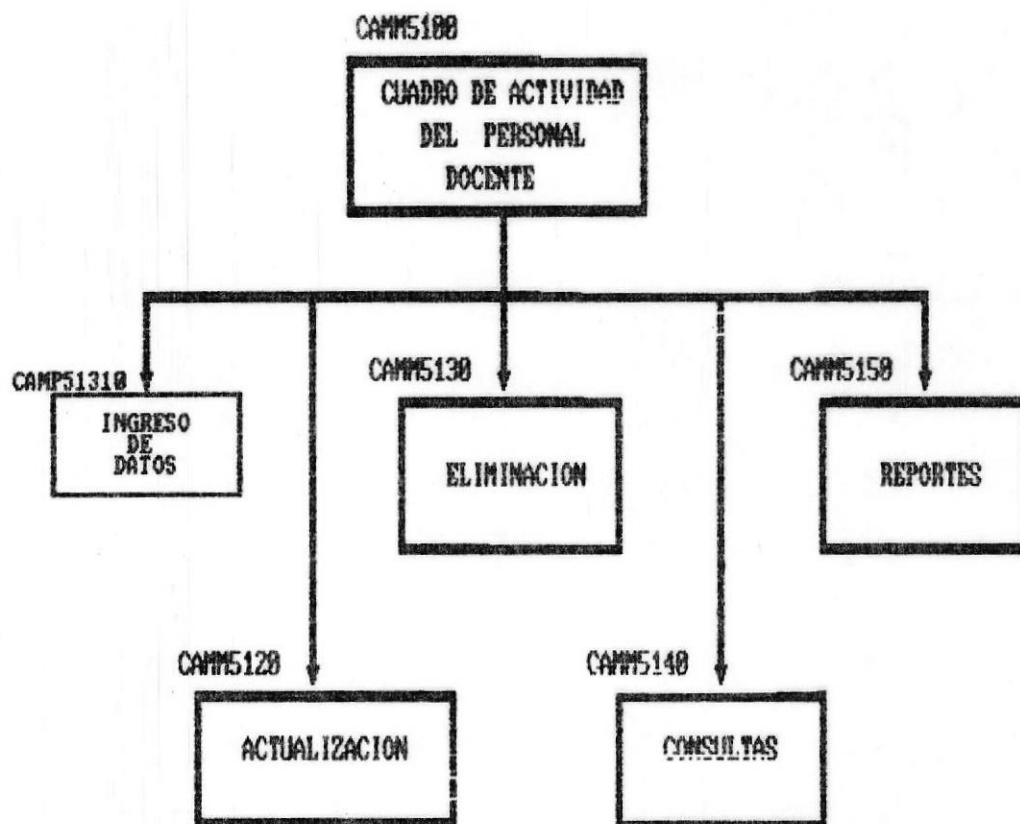 CAMM5100
CUADRO DE ACTIVIDAD
DEL PERSONAL
DOCENTE
CAMP51310
INGRESO
DE
DATOS
CAMM5130
ELIMINACION
CAMM5150
REPORTES
CAMM5120
ACTUALIZACION
CAMM5140
CONSULTAS